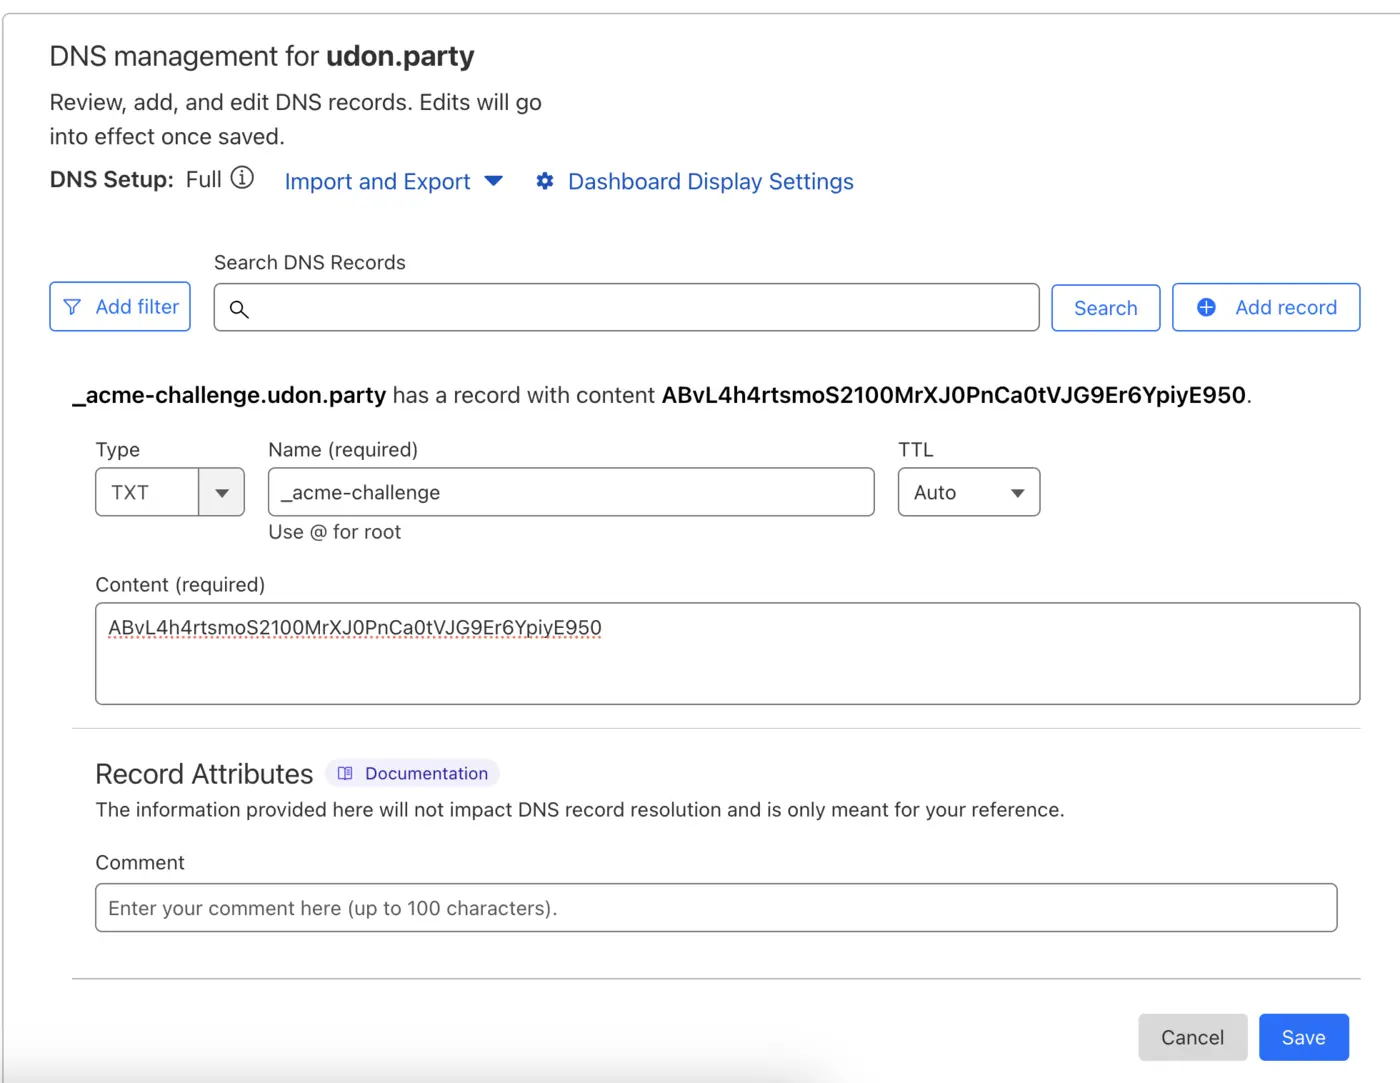 DNS management for udon.party
Review, add, and edit DNS records. Edits will go
into effect once saved.
DNS Setup: Full Import and Export Dashboard Display Settings
Search DNS Records
Add filter Search Add record
_acme-challenge.udon.party has a record with content ABvL4h4rtsmoS2100MrXJ0PnCa0tVJG9Er6YpiyE950.
Type Name (required) TTL
TXT _acme-challenge Auto
Use @ for root
Content (required)
ABvL4h4rtsmoS2100MrXJ0PnCa0tVJG9Er6YpiyE950
Record Attributes Documentation
The information provided here will not impact DNS record resolution and is only meant for your reference.
Comment
Enter your comment here (up to 100 characters).
Cancel Save